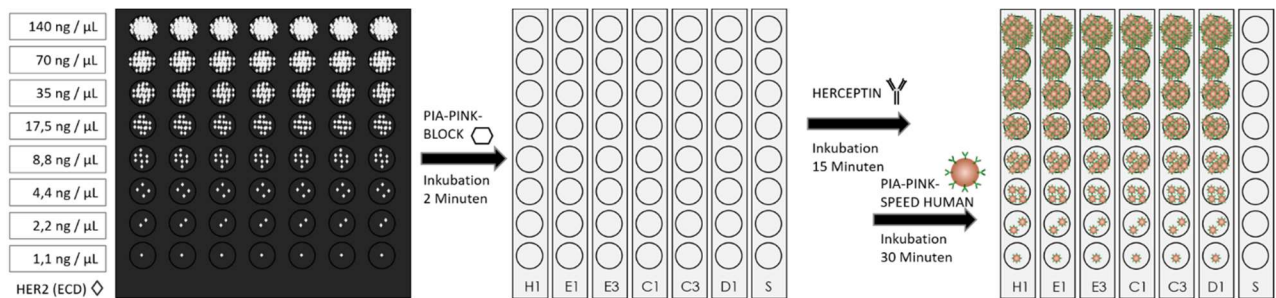 140 ng / µL
70 ng / µL
35 ng / µL
17,5 ng / µL
8,8 ng / µL
4,4 ng / µL
2,2 ng / µL
1,1 ng / µL
HER2 (ECD)
PIA-PINK-
BLOCK
Inkubation
2 Minuten
H1 E1 E3 C1 C3 D1 S
HERCEPTIN
Inkubation
15 Minuten
PIA-PINK-
SPEED HUMAN
Inkubation
30 Minuten
H1 E1 E3 C1 C3 D1 S